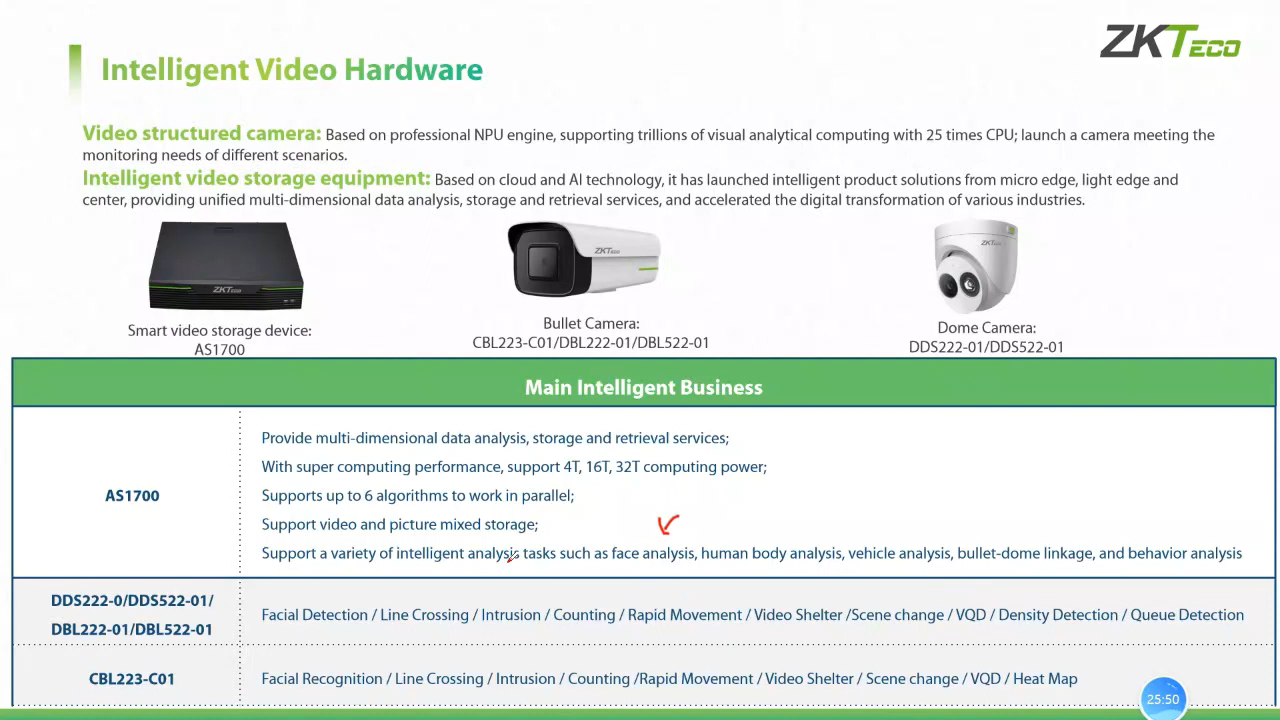 ZKTECO
Intelligent Video Hardware
Video structured camera: Based on professional NPU engine, supporting trillions of visual analytical computing with 25 times CPU; launch a camera meeting the
monitoring needs of different scenarios.
Intelligent video storage equipment: Based on cloud and AI technology, it has launched intelligent product solutions from micro edge, light edge and
center, providing unified multi-dimensional data analysis, storage and retrieval services, and accelerated the digital transformation of various industries.
ZKTECO
ZKTECO
ZKTECO
Smart video storage device:
AS1700
Bullet Camera:
CBL223-C01/DBL222-01/DBL522-01
Dome Camera:
DDS222-01/DDS522-01
Main Intelligent Business
AS1700
Provide multi-dimensional data analysis, storage and retrieval services;
With super computing performance, support 4T, 16T, 32T computing power;
Supports up to 6 algorithms to work in parallel;
Support video and picture mixed storage;
Support a variety of intelligent analysis tasks such as face analysis, human body analysis, vehicle analysis, bullet-dome linkage, and behavior analysis
DDS222-0/DDS522-01/
DBL222-01/DBL522-01
Facial Detection / Line Crossing / Intrusion / Counting / Rapid Movement / Video Shelter /Scene change / VQD / Density Detection / Queue Detection
CBL223-C01
Facial Recognition / Line Crossing / Intrusion / Counting /Rapid Movement / Video Shelter / Scene change / VQD / Heat Map
25:50